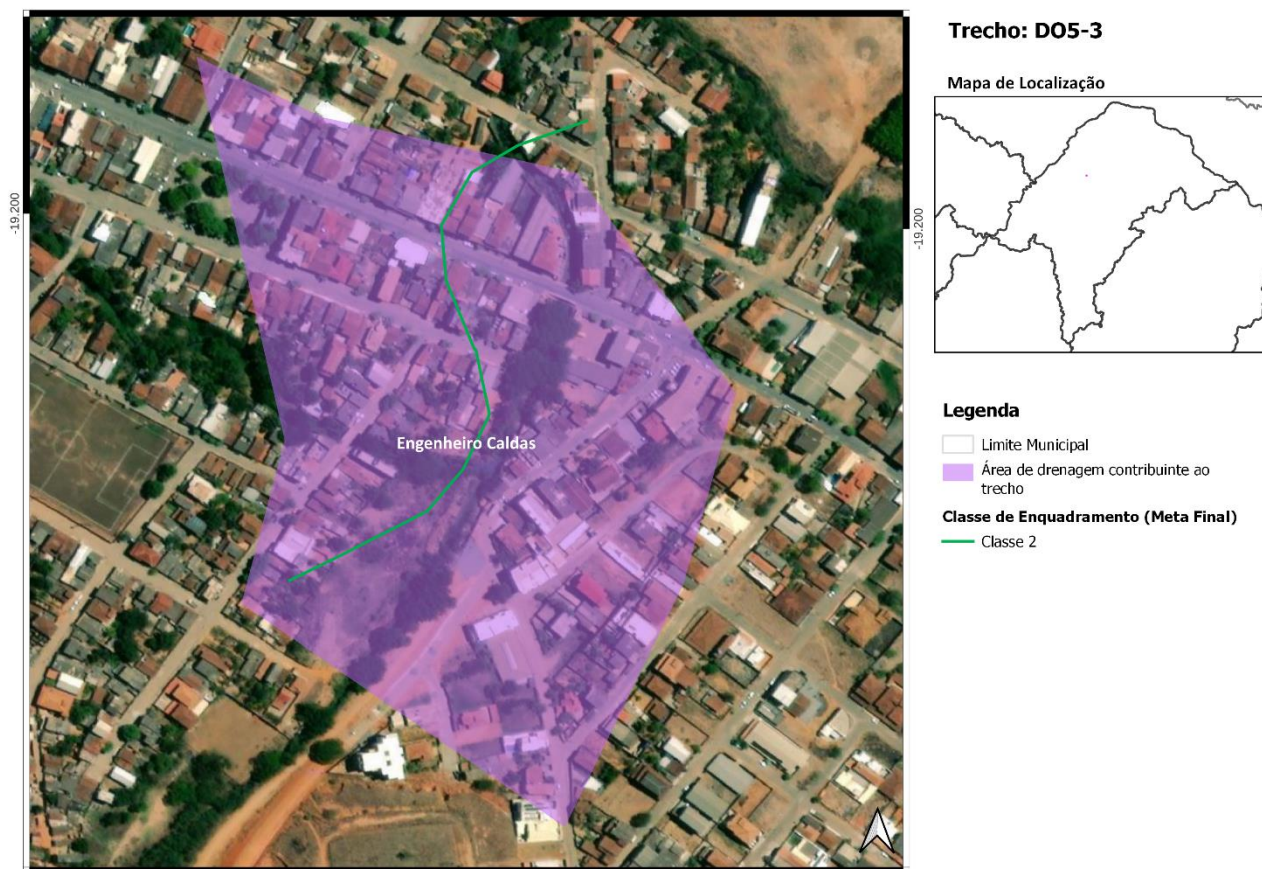 Trecho: DO5-3
Mapa de Localização
-19.200
-19.200
Engenheiro Caldas
Legenda
Limite Municipal
Área de drenagem contribuinte ao
trecho
Classe de Enquadramento (Meta Final)
Classe 2